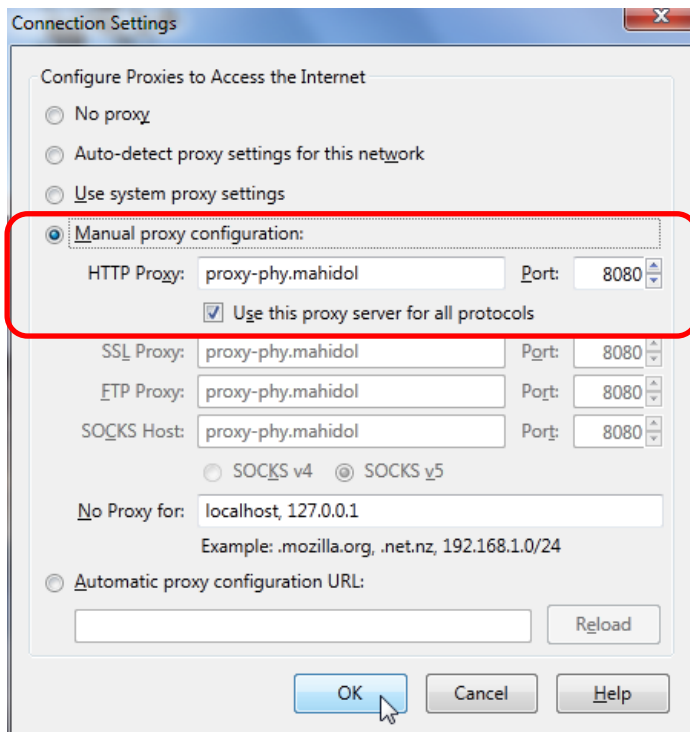 Connection Settings
Configure Proxies to Access the Internet
No proxy
Auto-detect proxy settings for this network
Use system proxy settings
Manual proxy configuration:
HTTP Proxy: proxy-phy.mahidol Port: 8080
Use this proxy server for all protocols
SSL Proxy: proxy-phy.mahidol Port: 8080
FTP Proxy: proxy-phy.mahidol Port: 8080
SOCKS Host: proxy-phy.mahidol Port: 8080
SOCKS v4 SOCKS v5
No Proxy for: localhost, 127.0.0.1
Example: .mozilla.org, .net.nz, 192.168.1.0/24
Automatic proxy configuration URL:
Reload
OK Cancel Help